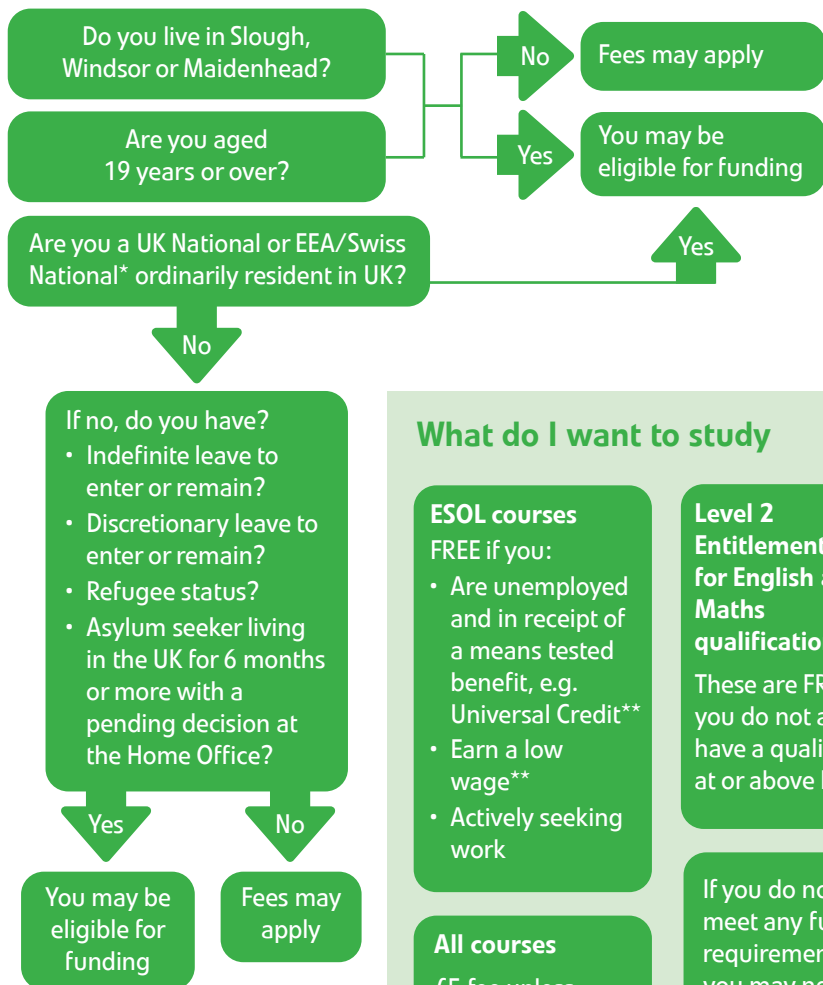 Do you live in Slough,
Windsor or Maidenhead?
No
Fees may apply
Are you aged
19 years or over?
Yes
You may be
eligible for funding
Are you a UK National or EEA/Swiss
National* ordinarily resident in UK?
Yes
No
If no, do you have?
• Indefinite leave to
enter or remain?
• Discretionary leave to
enter or remain?
• Refugee status?
• Asylum seeker living
in the UK for 6 months
or more with a
pending decision at
the Home Office?
Yes
No
You may be
eligible for
funding
Fees may
apply
What do I want to study
ESOL courses
FREE if you:
• Are unemployed
and in receipt of
a means tested
benefit, e.g.
Universal Credit**
• Earn a low
wage**
• Actively seeking
work
Level 2
Entitlement
for English
Maths
These are
you do not
have a
at or above
All courses
£5 fee unless
If you do
meet any
you may